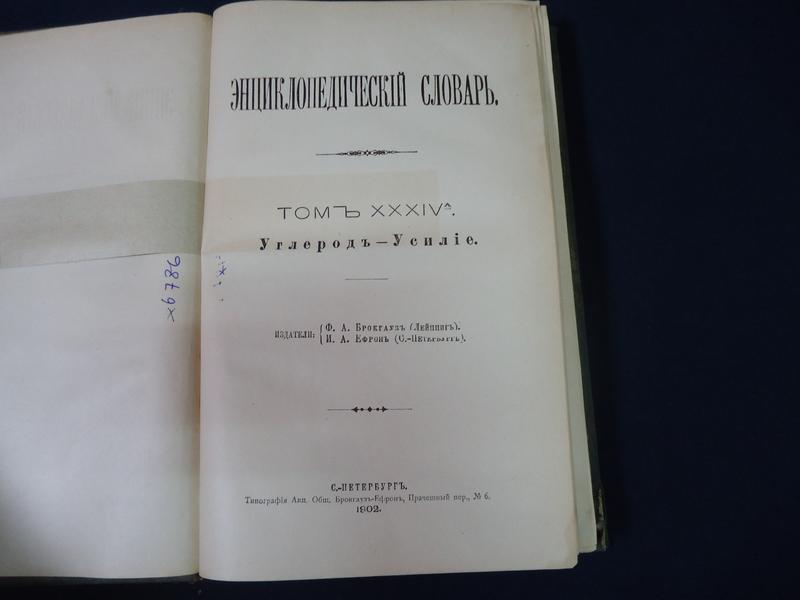 ЭНЦИКЛОПЕДИЧЕСКІЙ СЛОВАРЬ.
ТОМЪ XXXIVᴬ.
Углеродъ — Усиліе.
ИЗДАТЕЛИ:
Ф. А. Брокгаузъ (Лейпцигъ).
И. А. Ефронъ (С.-Петербургъ).
С.-ПЕТЕРБУРГЪ.
Типографія Акц. Общ. Брокгаузъ-Ефронъ, Прачешный пер., № 6.
1902.
x9786